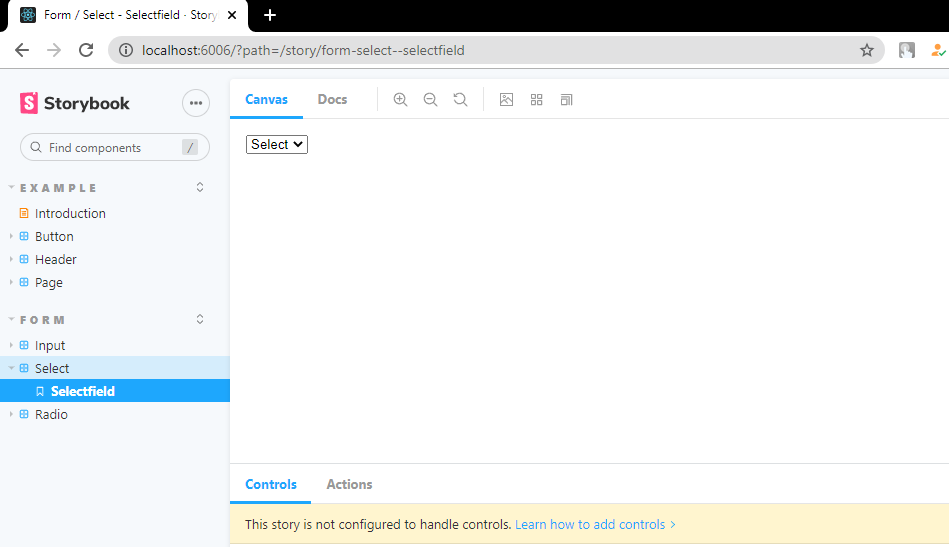 Form / Select - Selectfield · Story
localhost:6006/?path=/story/form-select--selectfield
Storybook
Canvas Docs
Find components /
Select
EXAMPLE
Introduction
Button
Header
Page
FORM
Input
Select
Selectfield
Radio
Controls Actions
This story is not configured to handle controls. Learn how to add controls